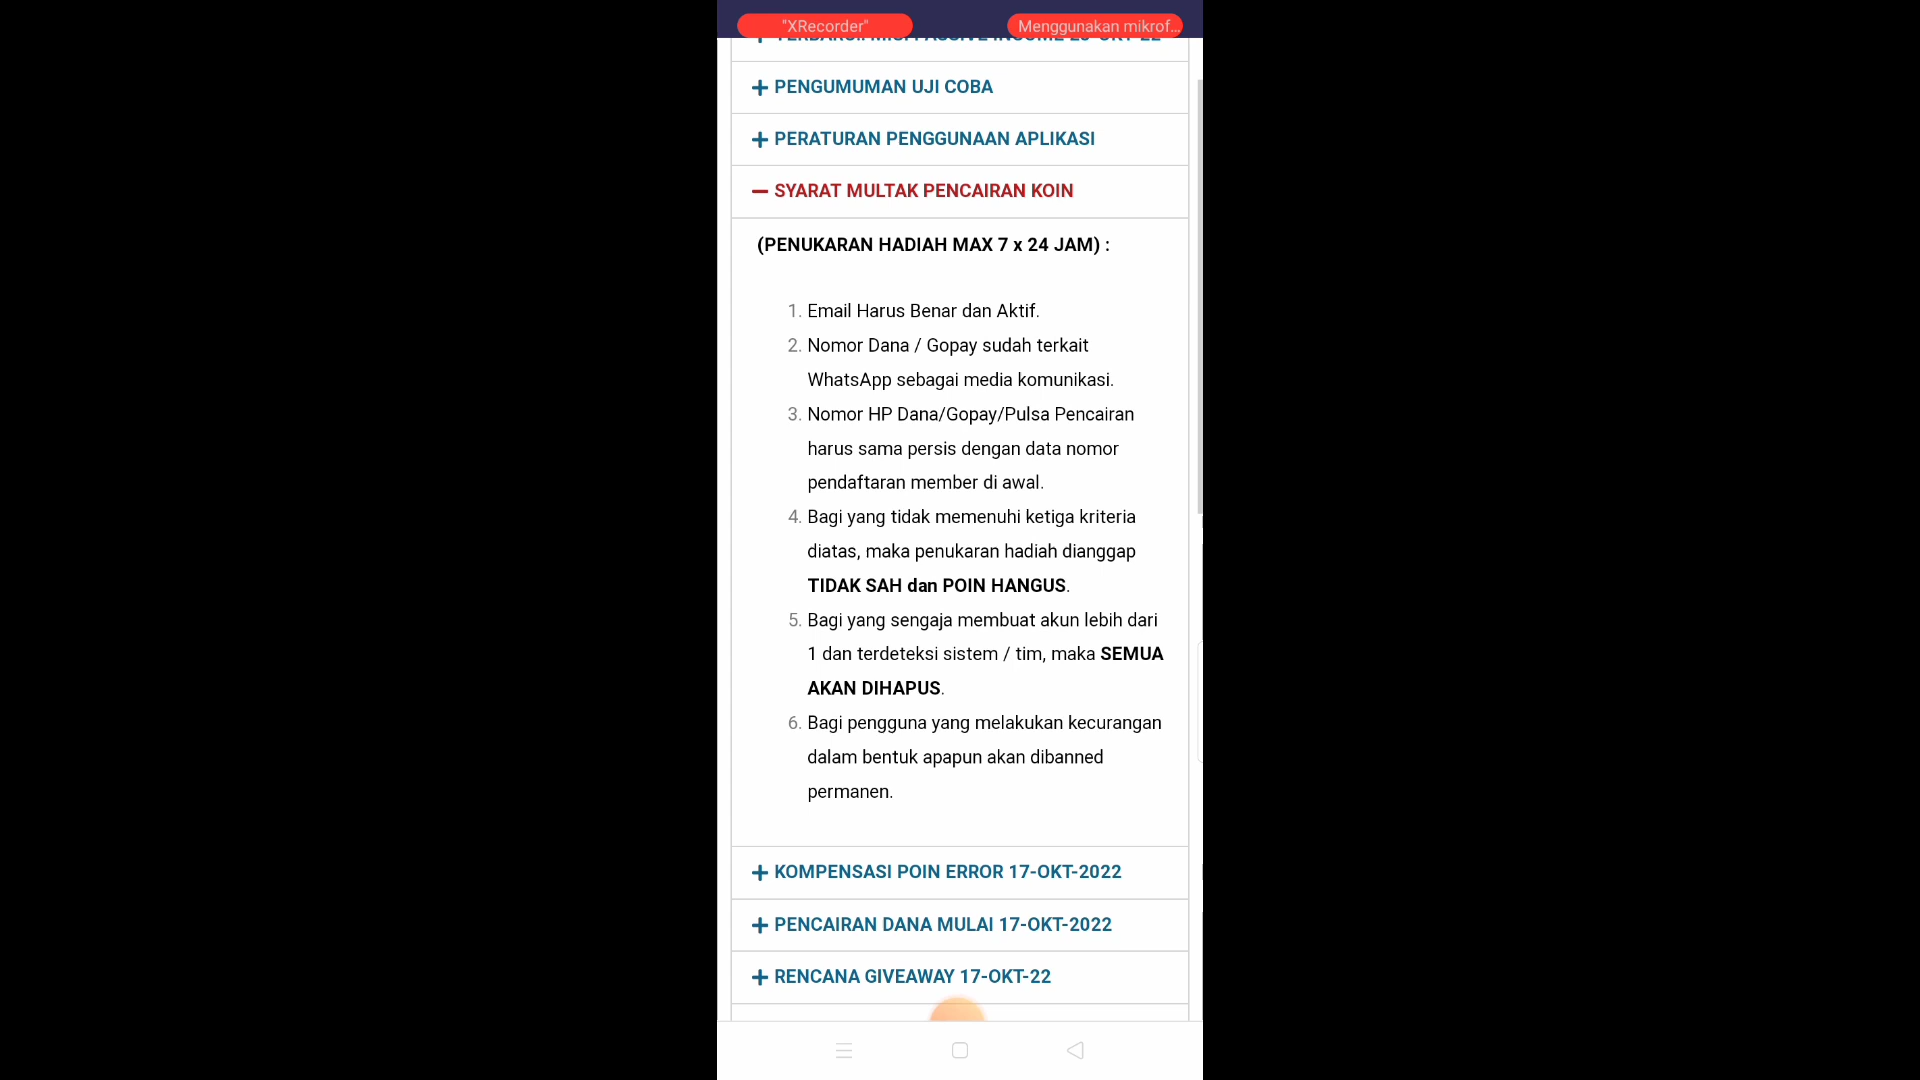 "XRecorder"
Menggunakan mikrof...
PENGUMUMAN UJI COBA
PERATURAN PENGGUNAAN APLIKASI
SYARAT MULTAK PENCAIRAN KOIN
(PENUKARAN HADIAH MAX 7 x 24 JAM) :
1. Email Harus Benar dan Aktif.
2. Nomor Dana / Gopay sudah terkait
WhatsApp sebagai media komunikasi.
3. Nomor HP Dana/Gopay/Pulsa Pencairan
harus sama persis dengan data nomor
pendaftaran member di awal.
4. Bagi yang tidak memenuhi ketiga kriteria
diatas, maka penukaran hadiah dianggap
TIDAK SAH dan POIN HANGUS.
5. Bagi yang sengaja membuat akun lebih dari
1 dan terdeteksi sistem / tim, maka SEMUA
AKAN DIHAPUS.
6. Bagi pengguna yang melakukan kecurangan
dalam bentuk apapun akan dibanned
permanen.
KOMPENSASI POIN ERROR 17-OKT-2022
PENCAIRAN DANA MULAI 17-OKT-2022
RENCANA GIVEAWAY 17-OKT-22